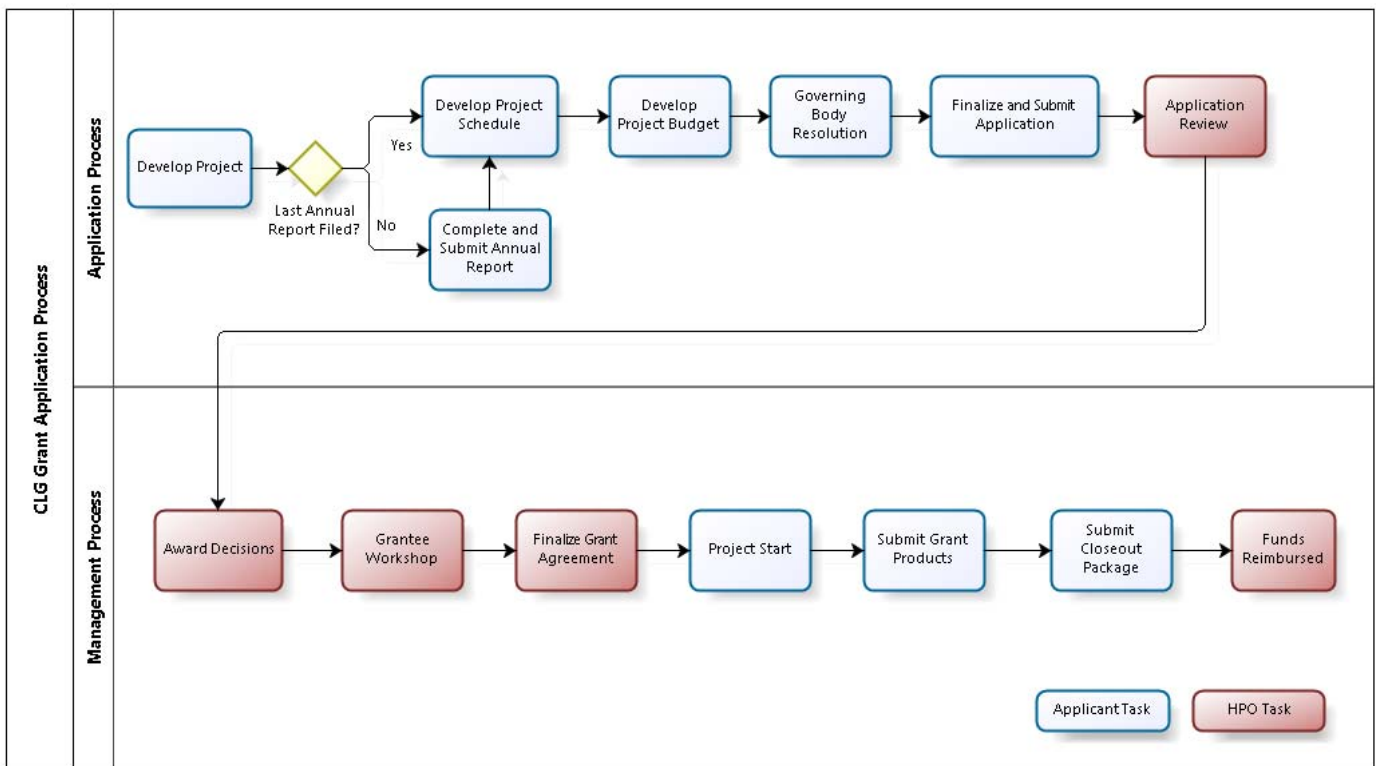 CLG Grant Application Process
Application Process
Develop Project
Last Annual
Report Filed?
Yes
No
Develop Project
Schedule
Complete and
Submit Annual
Report
Develop
Project Budget
Governing
Body
Resolution
Finalize and Submit
Application
Application
Review
Management Process
Award Decisions
Grantee
Workshop
Finalize Grant
Agreement
Project Start
Submit Grant
Products
Submit
Closeout
Package
Funds
Reimbursed
Applicant Task
HPO Task